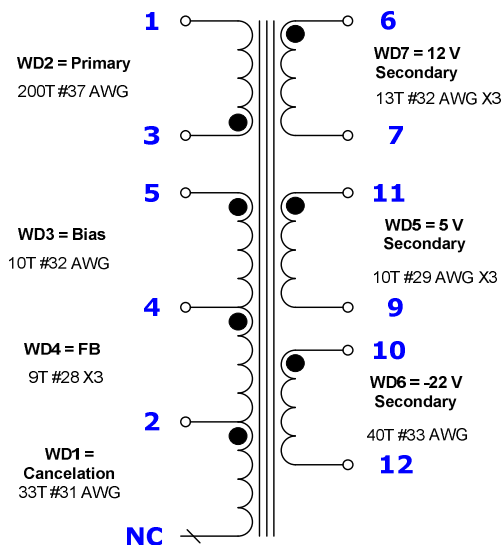 1
WD2 = Primary
200T #37 AWG
3
5
WD3 = Bias
10T #32 AWG
4
WD4 = FB
9T #28 X3
2
WD1 =
Cancelation
33T #31 AWG
NC
6
WD7 = 12 V
Secondary
13T #32 AWG X3
7
11
WD5 = 5 V
Secondary
10T #29 AWG X3
9
10
WD6 = -22 V
Secondary
40T #33 AWG
12